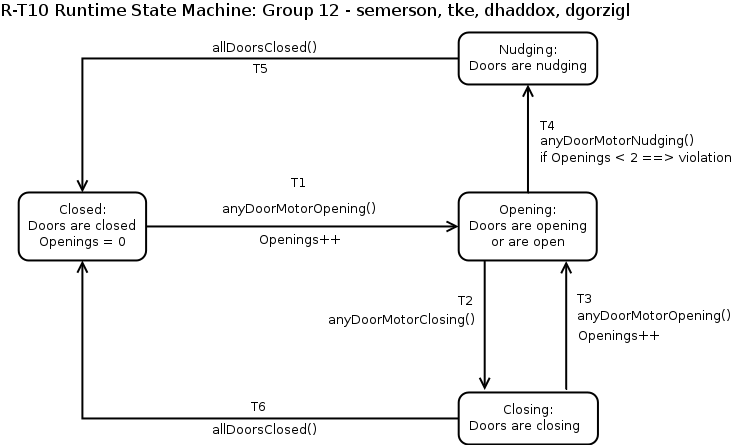 R-T10 Runtime State Machine: Group 12 - semerson, tke, dhaddox, dgorzigl
allDoorsClosed()
T5
Nudging:
Doors are nudging
T4
anyDoorMotorNudging()
if Openings < 2 ==> violation
T1
anyDoorMotorOpening()
Openings++
Closed:
Doors are closed
Openings = 0
Opening:
Doors are opening
or are open
T2
anyDoorMotorClosing()
T3
anyDoorMotorOpening()
Openings++
T6
allDoorsClosed()
Closing:
Doors are closing